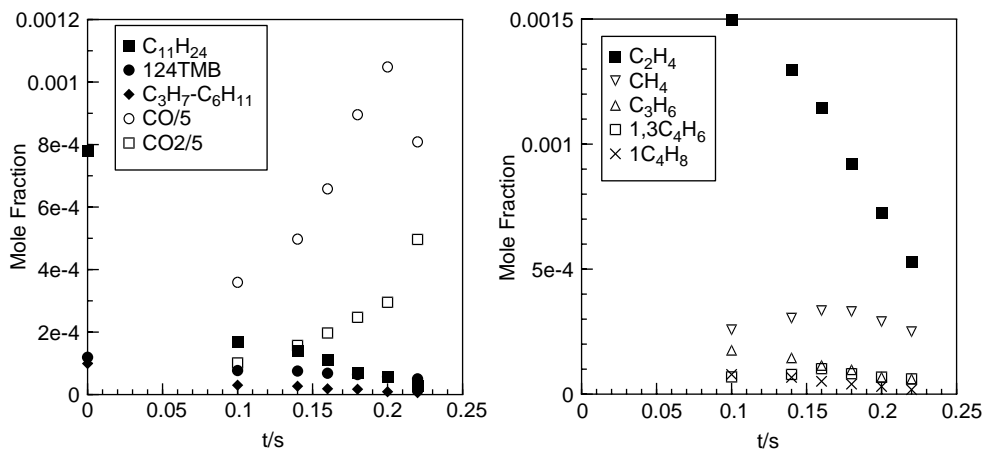 0.0012
0.001
8e-4
6e-4
4e-4
2e-4
0
Mole Fraction
C₁₁H₂₄
124TMB
C₃H₇-C₆H₁₁
CO/5
CO2/5
0 0.05 0.1 0.15 0.2 0.25
t/s
0.0015
0.001
5e-4
0
Mole Fraction
C₂H₄
CH₄
C₃H₆
1,3C₄H₆
1C₄H₈
0 0.05 0.1 0.15 0.2 0.25
t/s